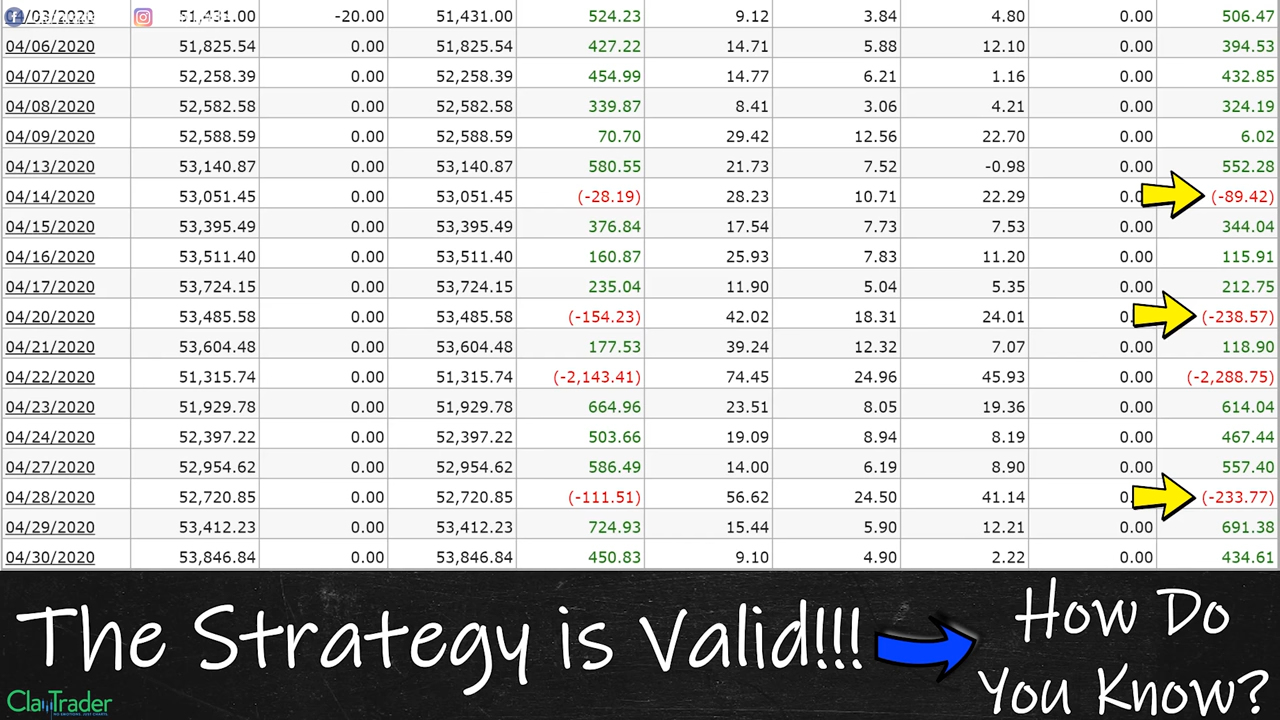 /03/2020 51,431.00 -20.00 51,431.00 524.23 9.12 3.84 4.80 0.00 506.47
04/06/2020 51,825.54 0.00 51,825.54 427.22 14.71 5.88 12.10 0.00 394.53
04/07/2020 52,258.39 0.00 52,258.39 454.99 14.77 6.21 1.16 0.00 432.85
04/08/2020 52,582.58 0.00 52,582.58 339.87 8.41 3.06 4.21 0.00 324.19
04/09/2020 52,588.59 0.00 52,588.59 70.70 29.42 12.56 22.70 0.00 6.02
04/13/2020 53,140.87 0.00 53,140.87 580.55 21.73 7.52 -0.98 0.00 552.28
04/14/2020 53,051.45 0.00 53,051.45 (-28.19) 28.23 10.71 22.29 0.0 (-89.42)
04/15/2020 53,395.49 0.00 53,395.49 376.84 17.54 7.73 7.53 0.00 344.04
04/16/2020 53,511.40 0.00 53,511.40 160.87 25.93 7.83 11.20 0.00 115.91
04/17/2020 53,724.15 0.00 53,724.15 235.04 11.90 5.04 5.35 0.00 212.75
04/20/2020 53,485.58 0.00 53,485.58 (-154.23) 42.02 18.31 24.01 0. (-238.57)
04/21/2020 53,604.48 0.00 53,604.48 177.53 39.24 12.32 7.07 0.00 118.90
04/22/2020 51,315.74 0.00 51,315.74 (-2,143.41) 74.45 24.96 45.93 0.00 (-2,288.75)
04/23/2020 51,929.78 0.00 51,929.78 664.96 23.51 8.05 19.36 0.00 614.04
04/24/2020 52,397.22 0.00 52,397.22 503.66 19.09 8.94 8.19 0.00 467.44
04/27/2020 52,954.62 0.00 52,954.62 586.49 14.00 6.19 8.90 0.00 557.40
04/28/2020 52,720.85 0.00 52,720.85 (-111.51) 56.62 24.50 41.14 0. (-233.77)
04/29/2020 53,412.23 0.00 53,412.23 724.93 15.44 5.90 12.21 0.00 691.38
04/30/2020 53,846.84 0.00 53,846.84 450.83 9.10 4.90 2.22 0.00 434.61
The Strategy is Valid!!!
How Do
You Know?
ClayTrader
NO EMOTIONS. JUST CHARTS.